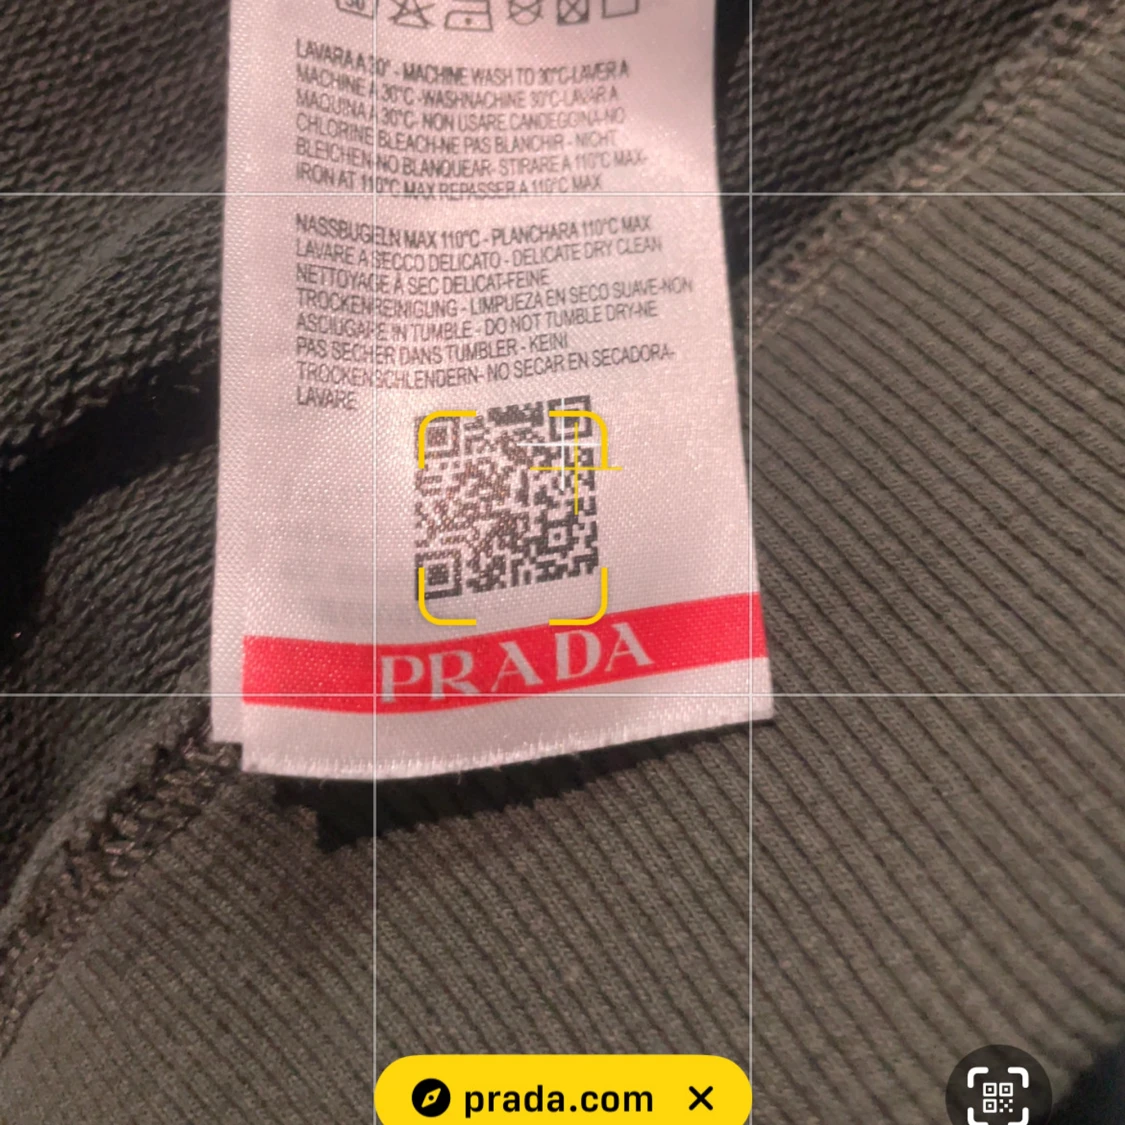 30
LAVARA A 30° - MACHINE WASH TO 30°C-LAVER A
MACHINE A 30°C -WASHNACHINE 30°C-LAVAR A
MAQUINA A 30°C- NON USARE CANDEGGINA-NO
CHLORINE BLEACH-NE PAS BLANCHIR - NICHT
BLEICHEN-NO BLANQUEAR- STIRARE A 110°C MAX-
IRON AT 110°C MAX REPASSER A 110°C MAX
NASSBUGELN MAX 110°C - PLANCHARA 110°C MAX
LAVARE A SECCO DELICATO - DELICATE DRY CLEAN
NETTOYAGE À SEC DELICAT-FEINE
TROCKENREINIGUNG - LIMPUEZA EN SECO SUAVE-NON
ASCIUGARE IN TUMBLE - DO NOT TUMBLE DRY-NE
PAS SECHER DANS TUMBLER - KEINI
TROCKENSCHLENDERN- NO SECAR EN SECADORA-
LAVARE
PRADA
prada.com